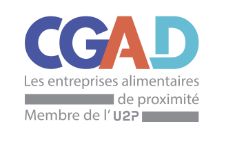 CGAD
Les entreprises alimentaires
de proximité
Membre de l'U2P